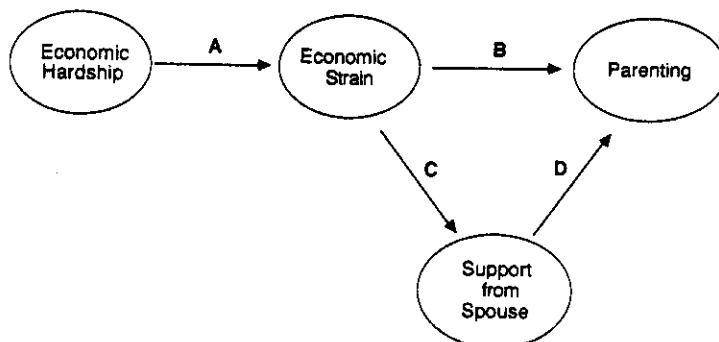 Economic
Hardship
A
Economic
Strain
B
Parenting
C
D
Support
from
Spouse